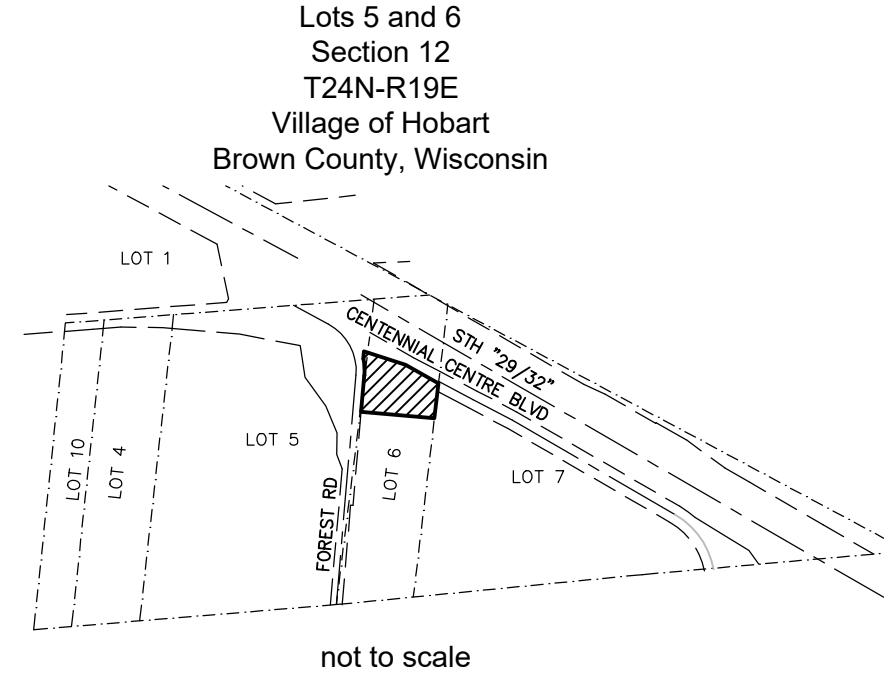 Lots 5 and 6
Section 12
T24N-R19E
Village of Hobart
Brown County, Wisconsin
LOT 1
CENTENNIAL CENTRE BLVD
STH "29/32"
LOT 10
LOT 4
LOT 5
FOREST RD
LOT 6
LOT 7
not to scale